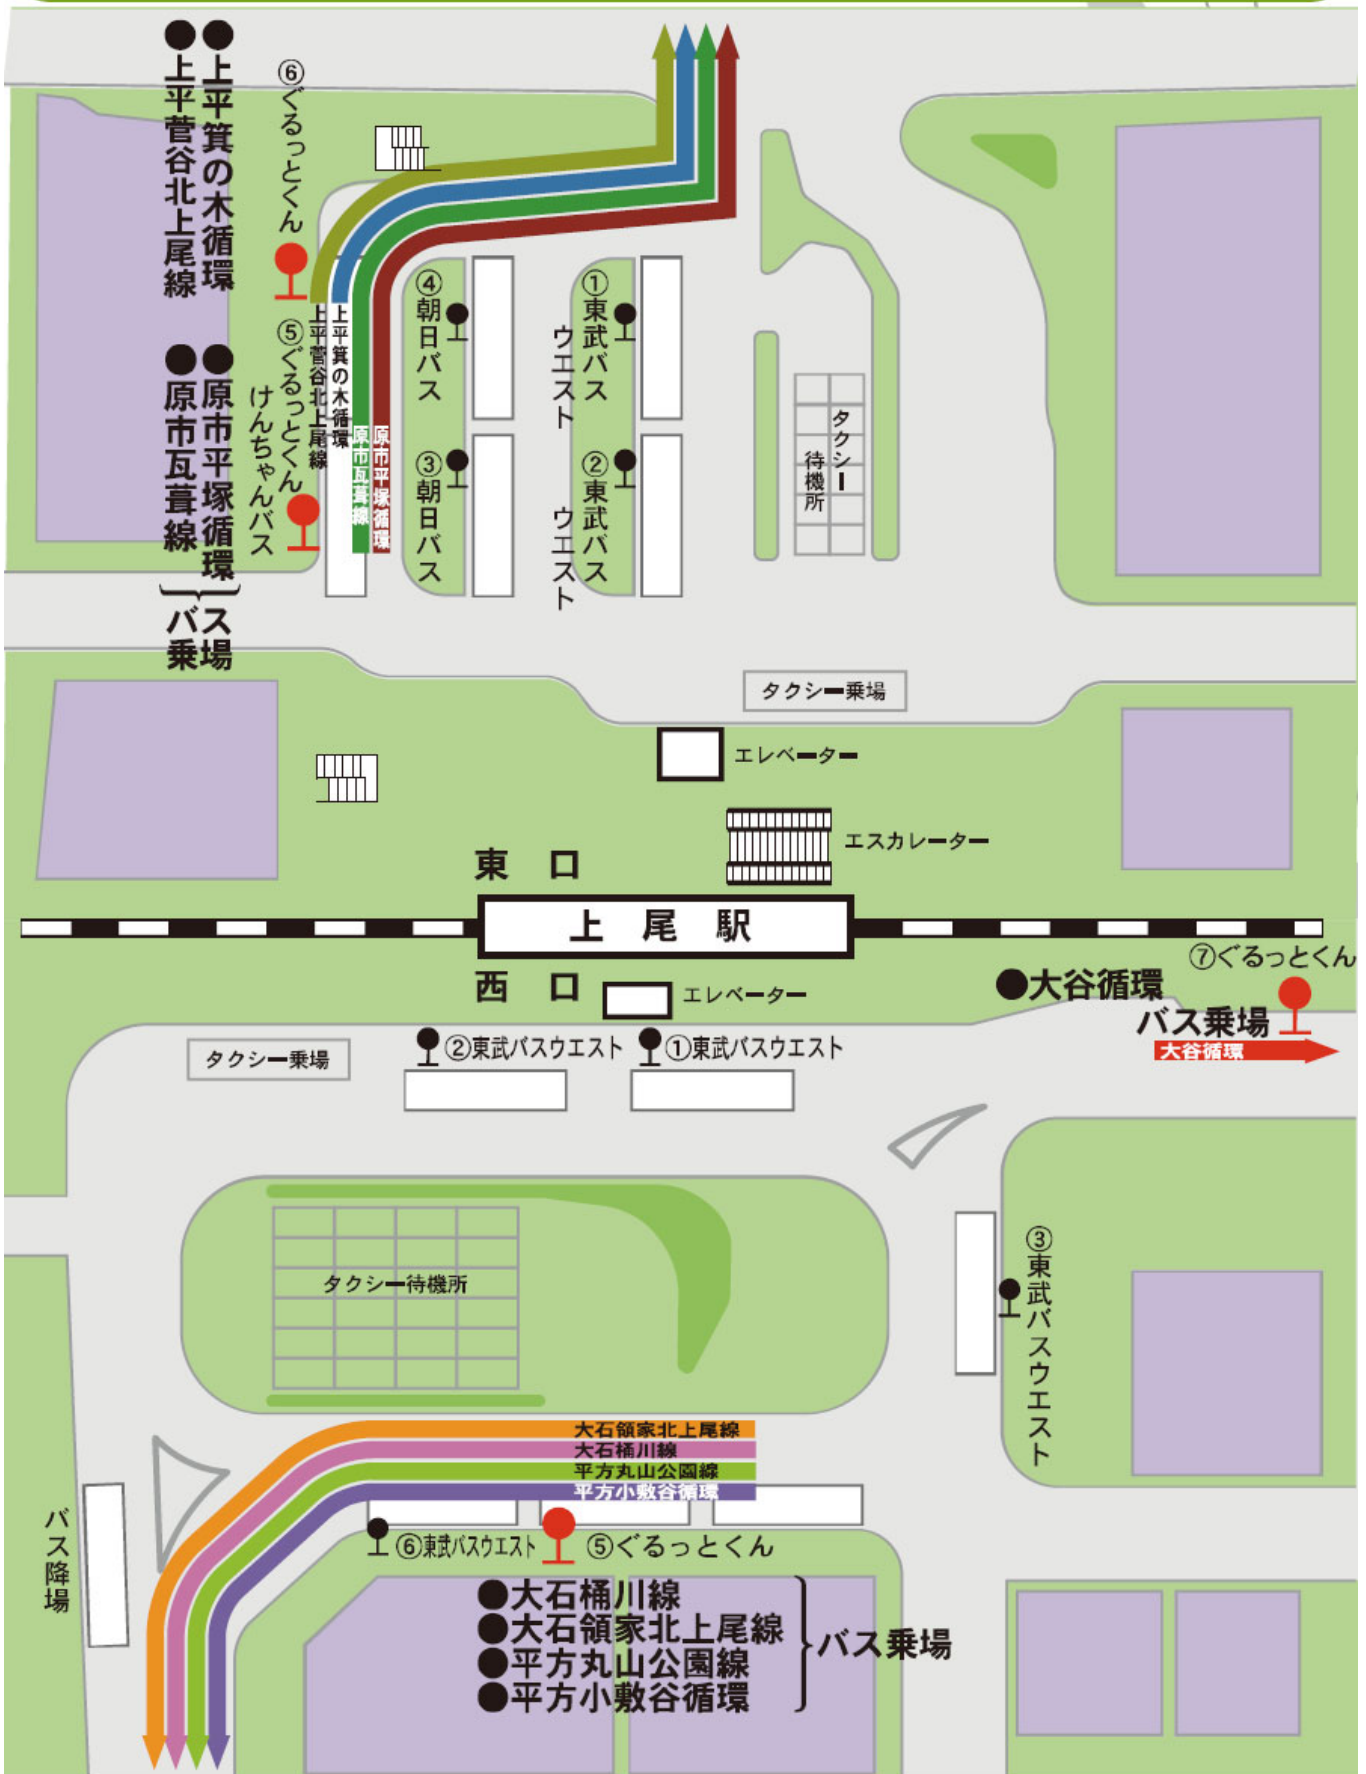 ●上平箕の木循環
●上平菅谷北上尾線
⑥ぐるっとくん
●原市平塚循環
●原市瓦葺線
バス乗場
⑤ぐるっとくん
けんちゃんバス
上平菅谷北上尾線
上平箕の木循環
原市瓦葺線
原市平塚循環
④朝日バス
③朝日バス
①東武バス
ウエスト
②東武バス
ウエスト
タクシー
待機所
タクシー乗場
エレベーター
エスカレーター
東口
上尾駅
西口
エレベーター
⑦ぐるっとくん
●大谷循環
バス乗場
大谷循環
タクシー乗場
②東武バスウエスト
①東武バスウエスト
③東武バスウエスト
タクシー待機所
大石領家北上尾線
大石桶川線
平方丸山公園線
平方小敷谷循環
バス降場
⑥東武バスウエスト
⑤ぐるっとくん
●大石桶川線
●大石領家北上尾線
●平方丸山公園線
●平方小敷谷循環
バス乗場